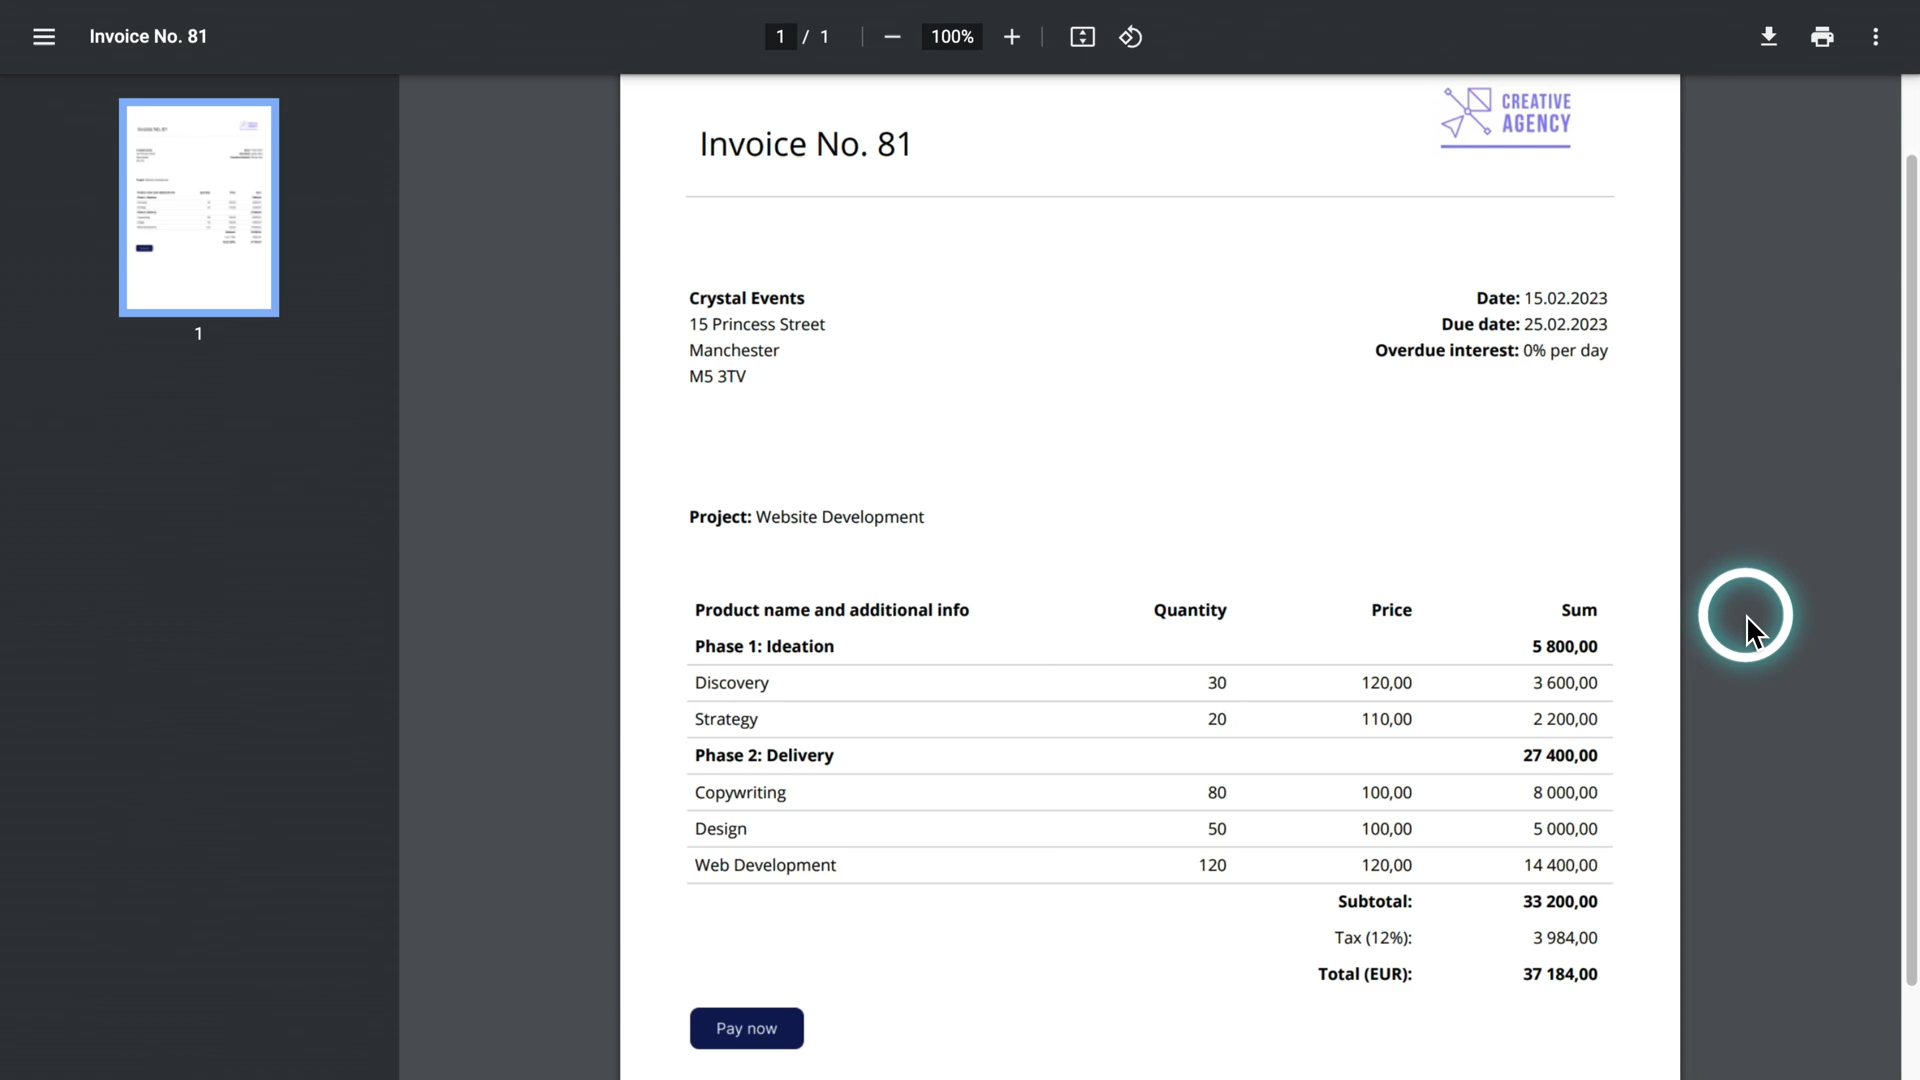 Invoice No. 81
1 / 1
100%
1
CREATIVE
AGENCY
Invoice No. 81
Crystal Events
15 Princess Street
Manchester
M5 3TV
Date: 15.02.2023
Due date: 25.02.2023
Overdue interest: 0% per day
Project: Website Development
Product name and additional info Quantity Price Sum
Phase 1: Ideation 5 800,00
Discovery 30 120,00 3 600,00
Strategy 20 110,00 2 200,00
Phase 2: Delivery 27 400,00
Copywriting 80 100,00 8 000,00
Design 50 100,00 5 000,00
Web Development 120 120,00 14 400,00
Subtotal: 33 200,00
Tax (12%): 3 984,00
Total (EUR): 37 184,00
Pay now